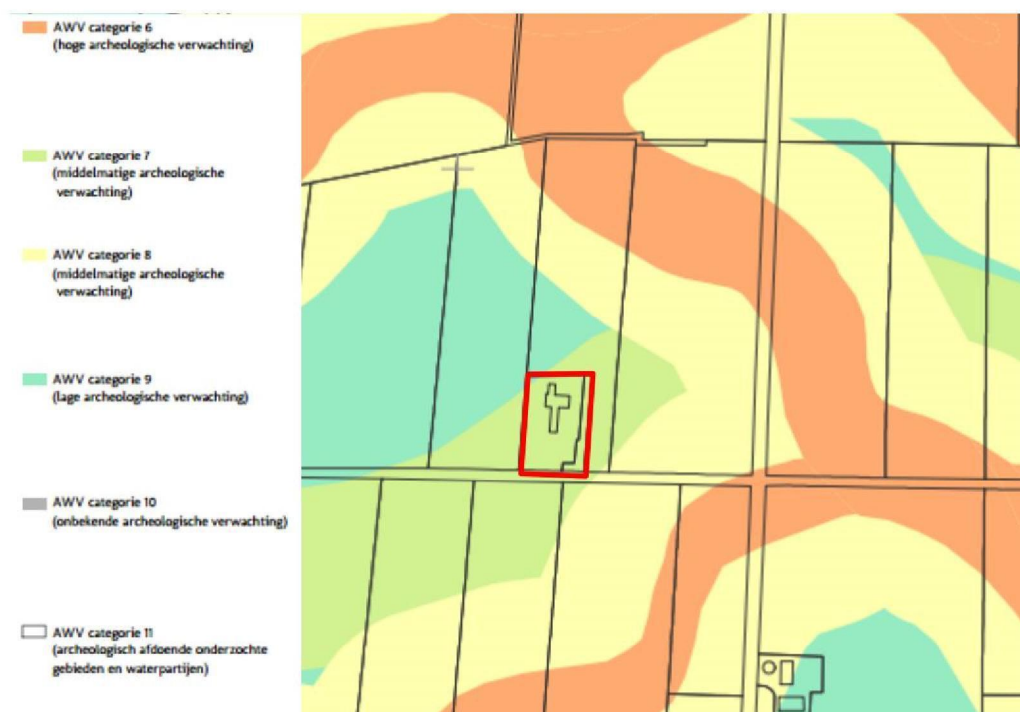 AWV categorie 6
(hoge archeologische verwachting)
AWV categorie 7
(middelmatige archeologische
verwachting)
AWV categorie 8
(middelmatige archeologische
verwachting)
AWV categorie 9
(lage archeologische verwachting)
AWV categorie 10
(onbekende archeologische verwachting)
AWV categorie 11
(archeologisch afdoende onderzochte
gebieden en waterpartijen)